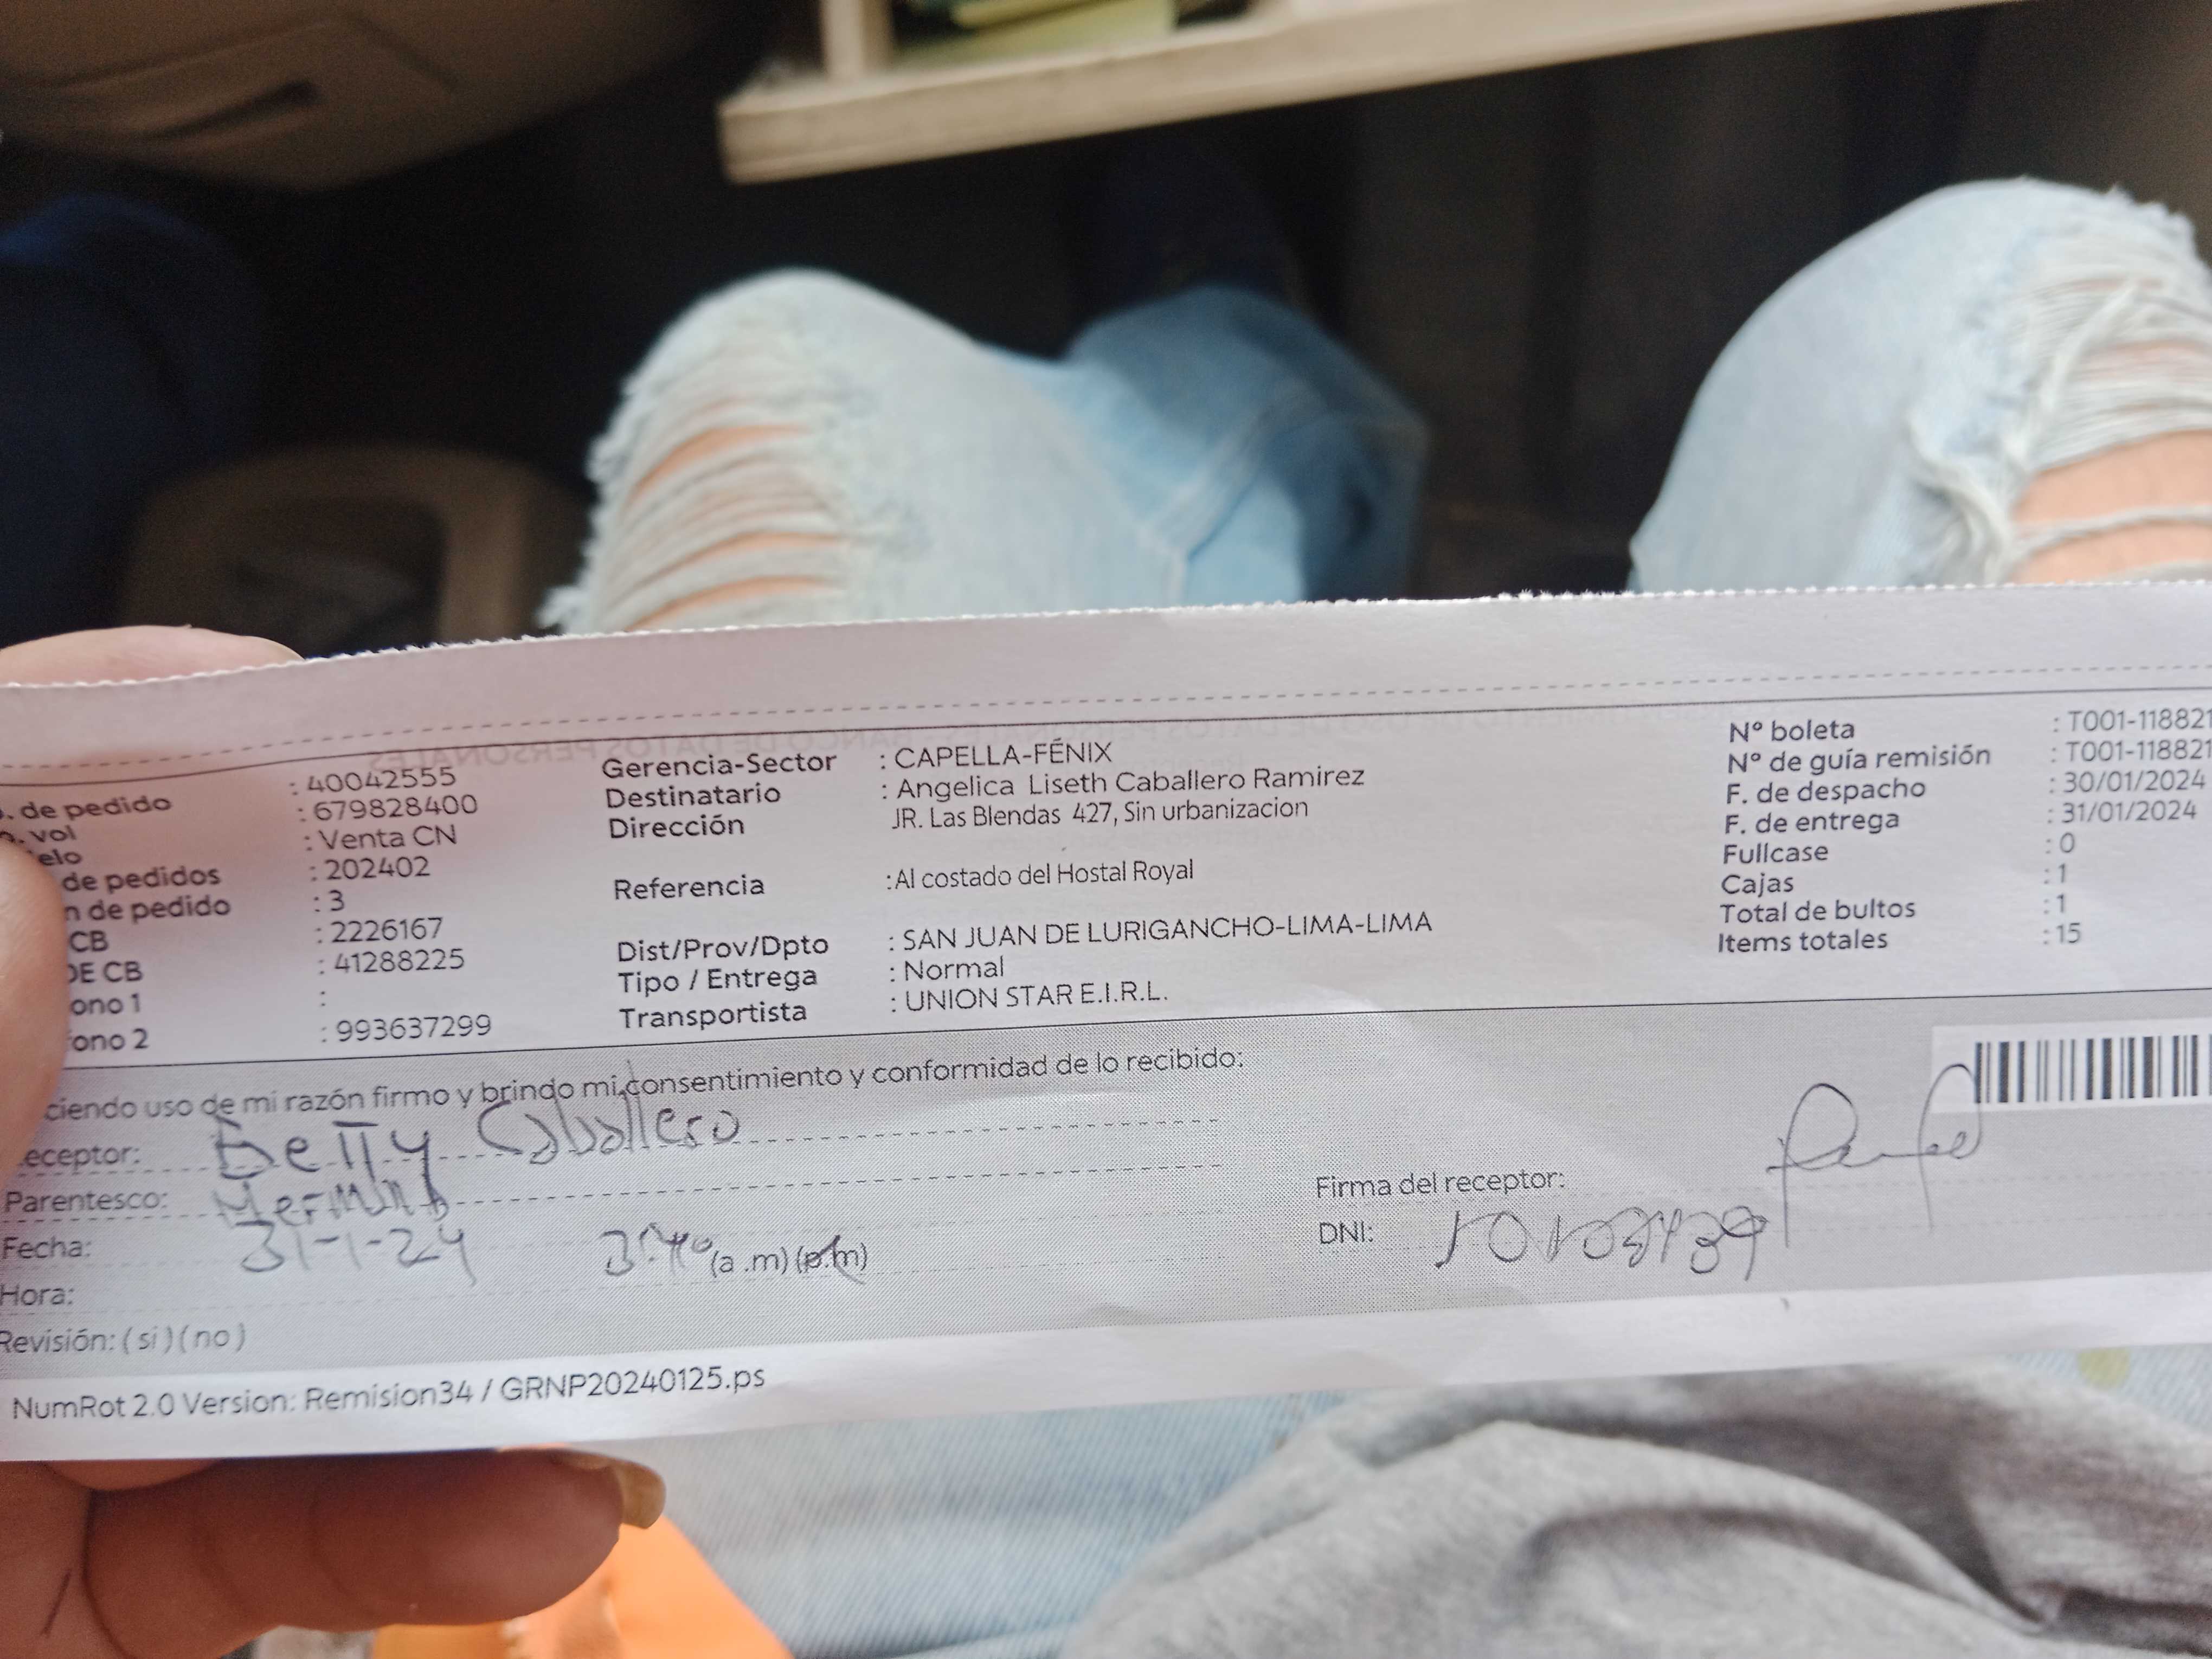 . de pedido : 40042555
. vol : 679828400
elo : Venta CN
de pedidos : 202402
n de pedido : 3
CB : 2226167
DE CB : 41288225
ono 1 :
fono 2 : 993637299
Gerencia-Sector : CAPELLA-FÉNIX
Destinatario : Angelica Liseth Caballero Ramirez
Dirección JR. Las Blendas 427, Sin urbanizacion
Referencia : Al costado del Hostal Royal
Dist/Prov/Dpto : SAN JUAN DE LURIGANCHO-LIMA-LIMA
Tipo / Entrega : Normal
Transportista : UNION STAR E.I.R.L.
Nº boleta : T001-118821
Nº de guía remisión : T001-118821
F. de despacho : 30/01/2024
F. de entrega : 31/01/2024
Fullcase : 0
Cajas : 1
Total de bultos : 1
Items totales : 15
ciendo uso de mi razón firmo y brindo mi consentimiento y conformidad de lo recibido:
eceptor: Betty Caballero
Parentesco: Hermana
Fecha: 31-1-24 (a .m) (p.m)
Hora:
Revisión: ( si ) ( no )
Firma del receptor:
DNI:
NumRot 2.0 Version: Remision34 / GRNP20240125.ps